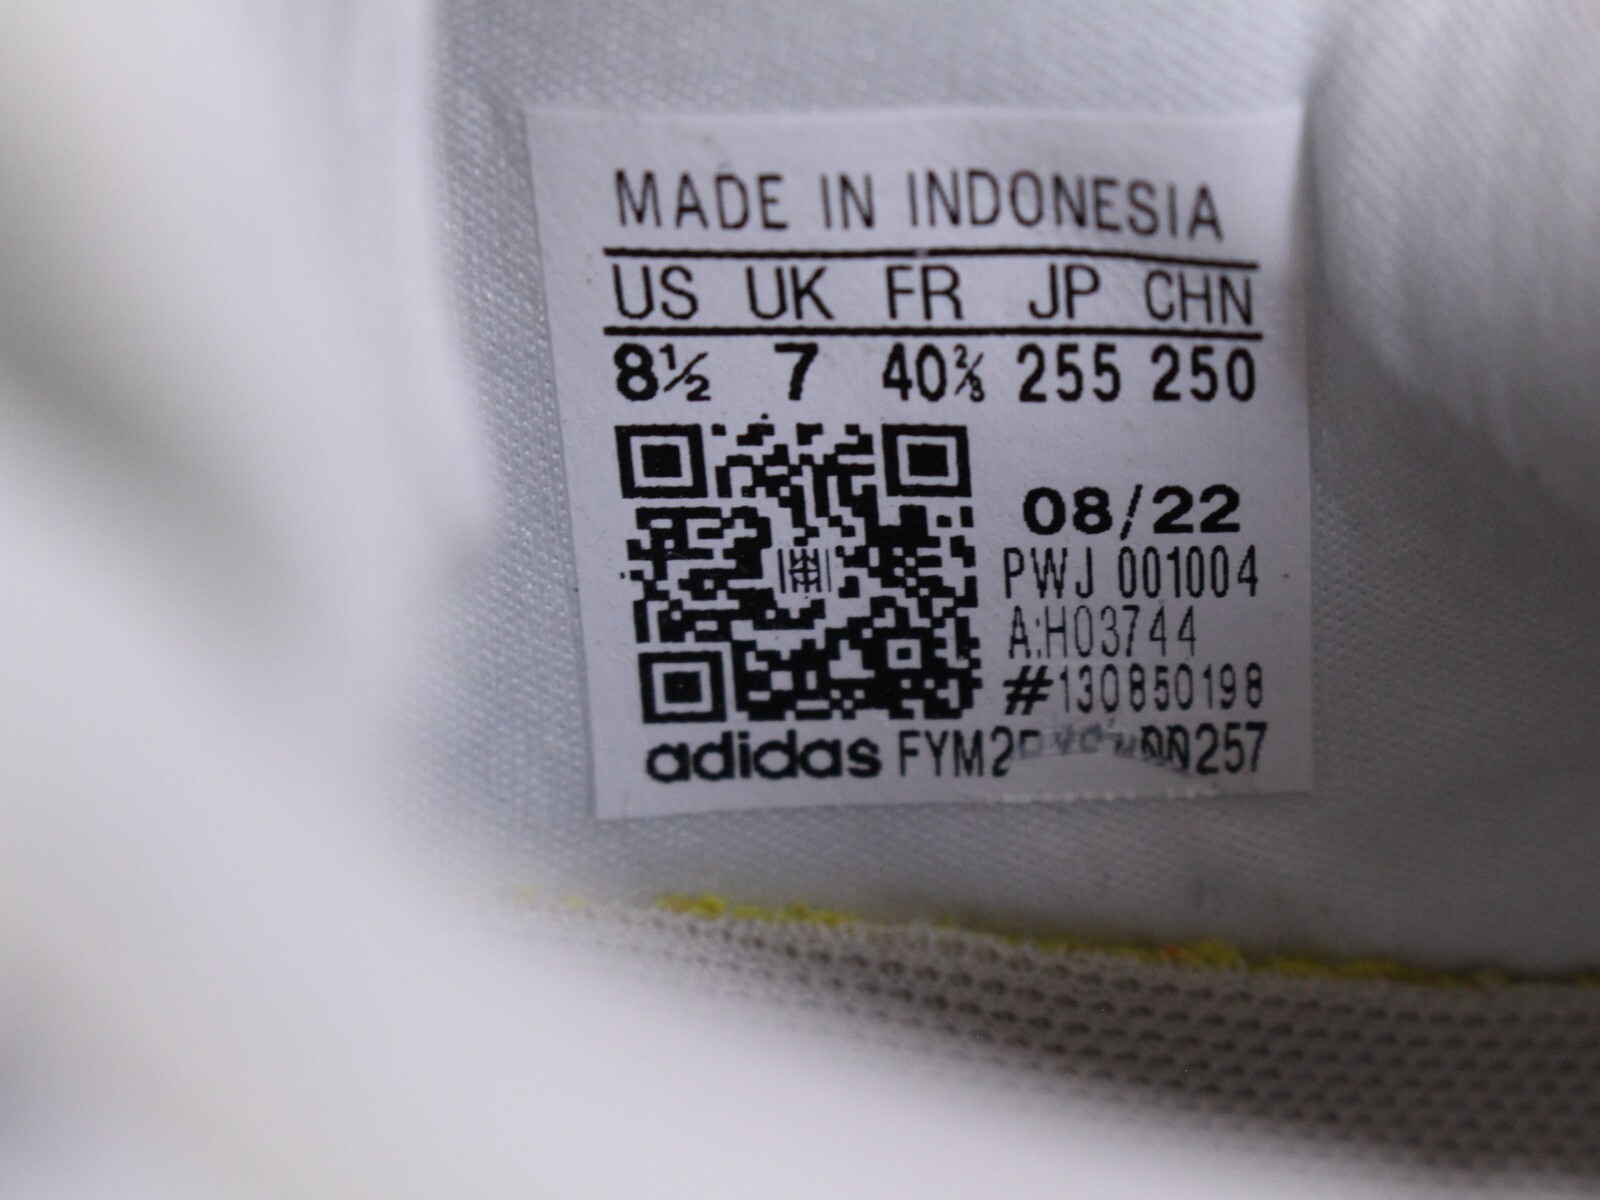 MADE IN INDONESIA
US UK FR JP CHN
8½ 7 40⅔ 255 250
08/22
PWJ 001004
A:H03744
#130850198
adidas